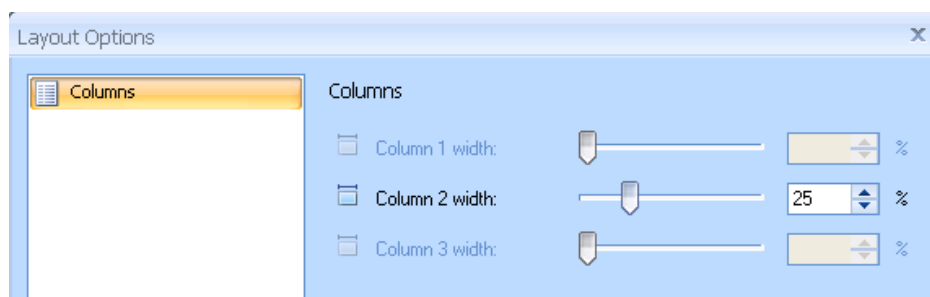 Layout Options
Columns
Columns
Column 1 width:
%
Column 2 width:
25
%
Column 3 width:
%